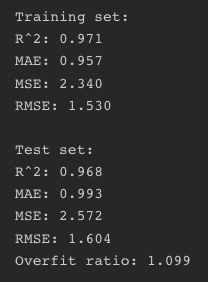 Training set:
R^2: 0.971
MAE: 0.957
MSE: 2.340
RMSE: 1.530
Test set:
R^2: 0.968
MAE: 0.993
MSE: 2.572
RMSE: 1.604
Overfit ratio: 1.099